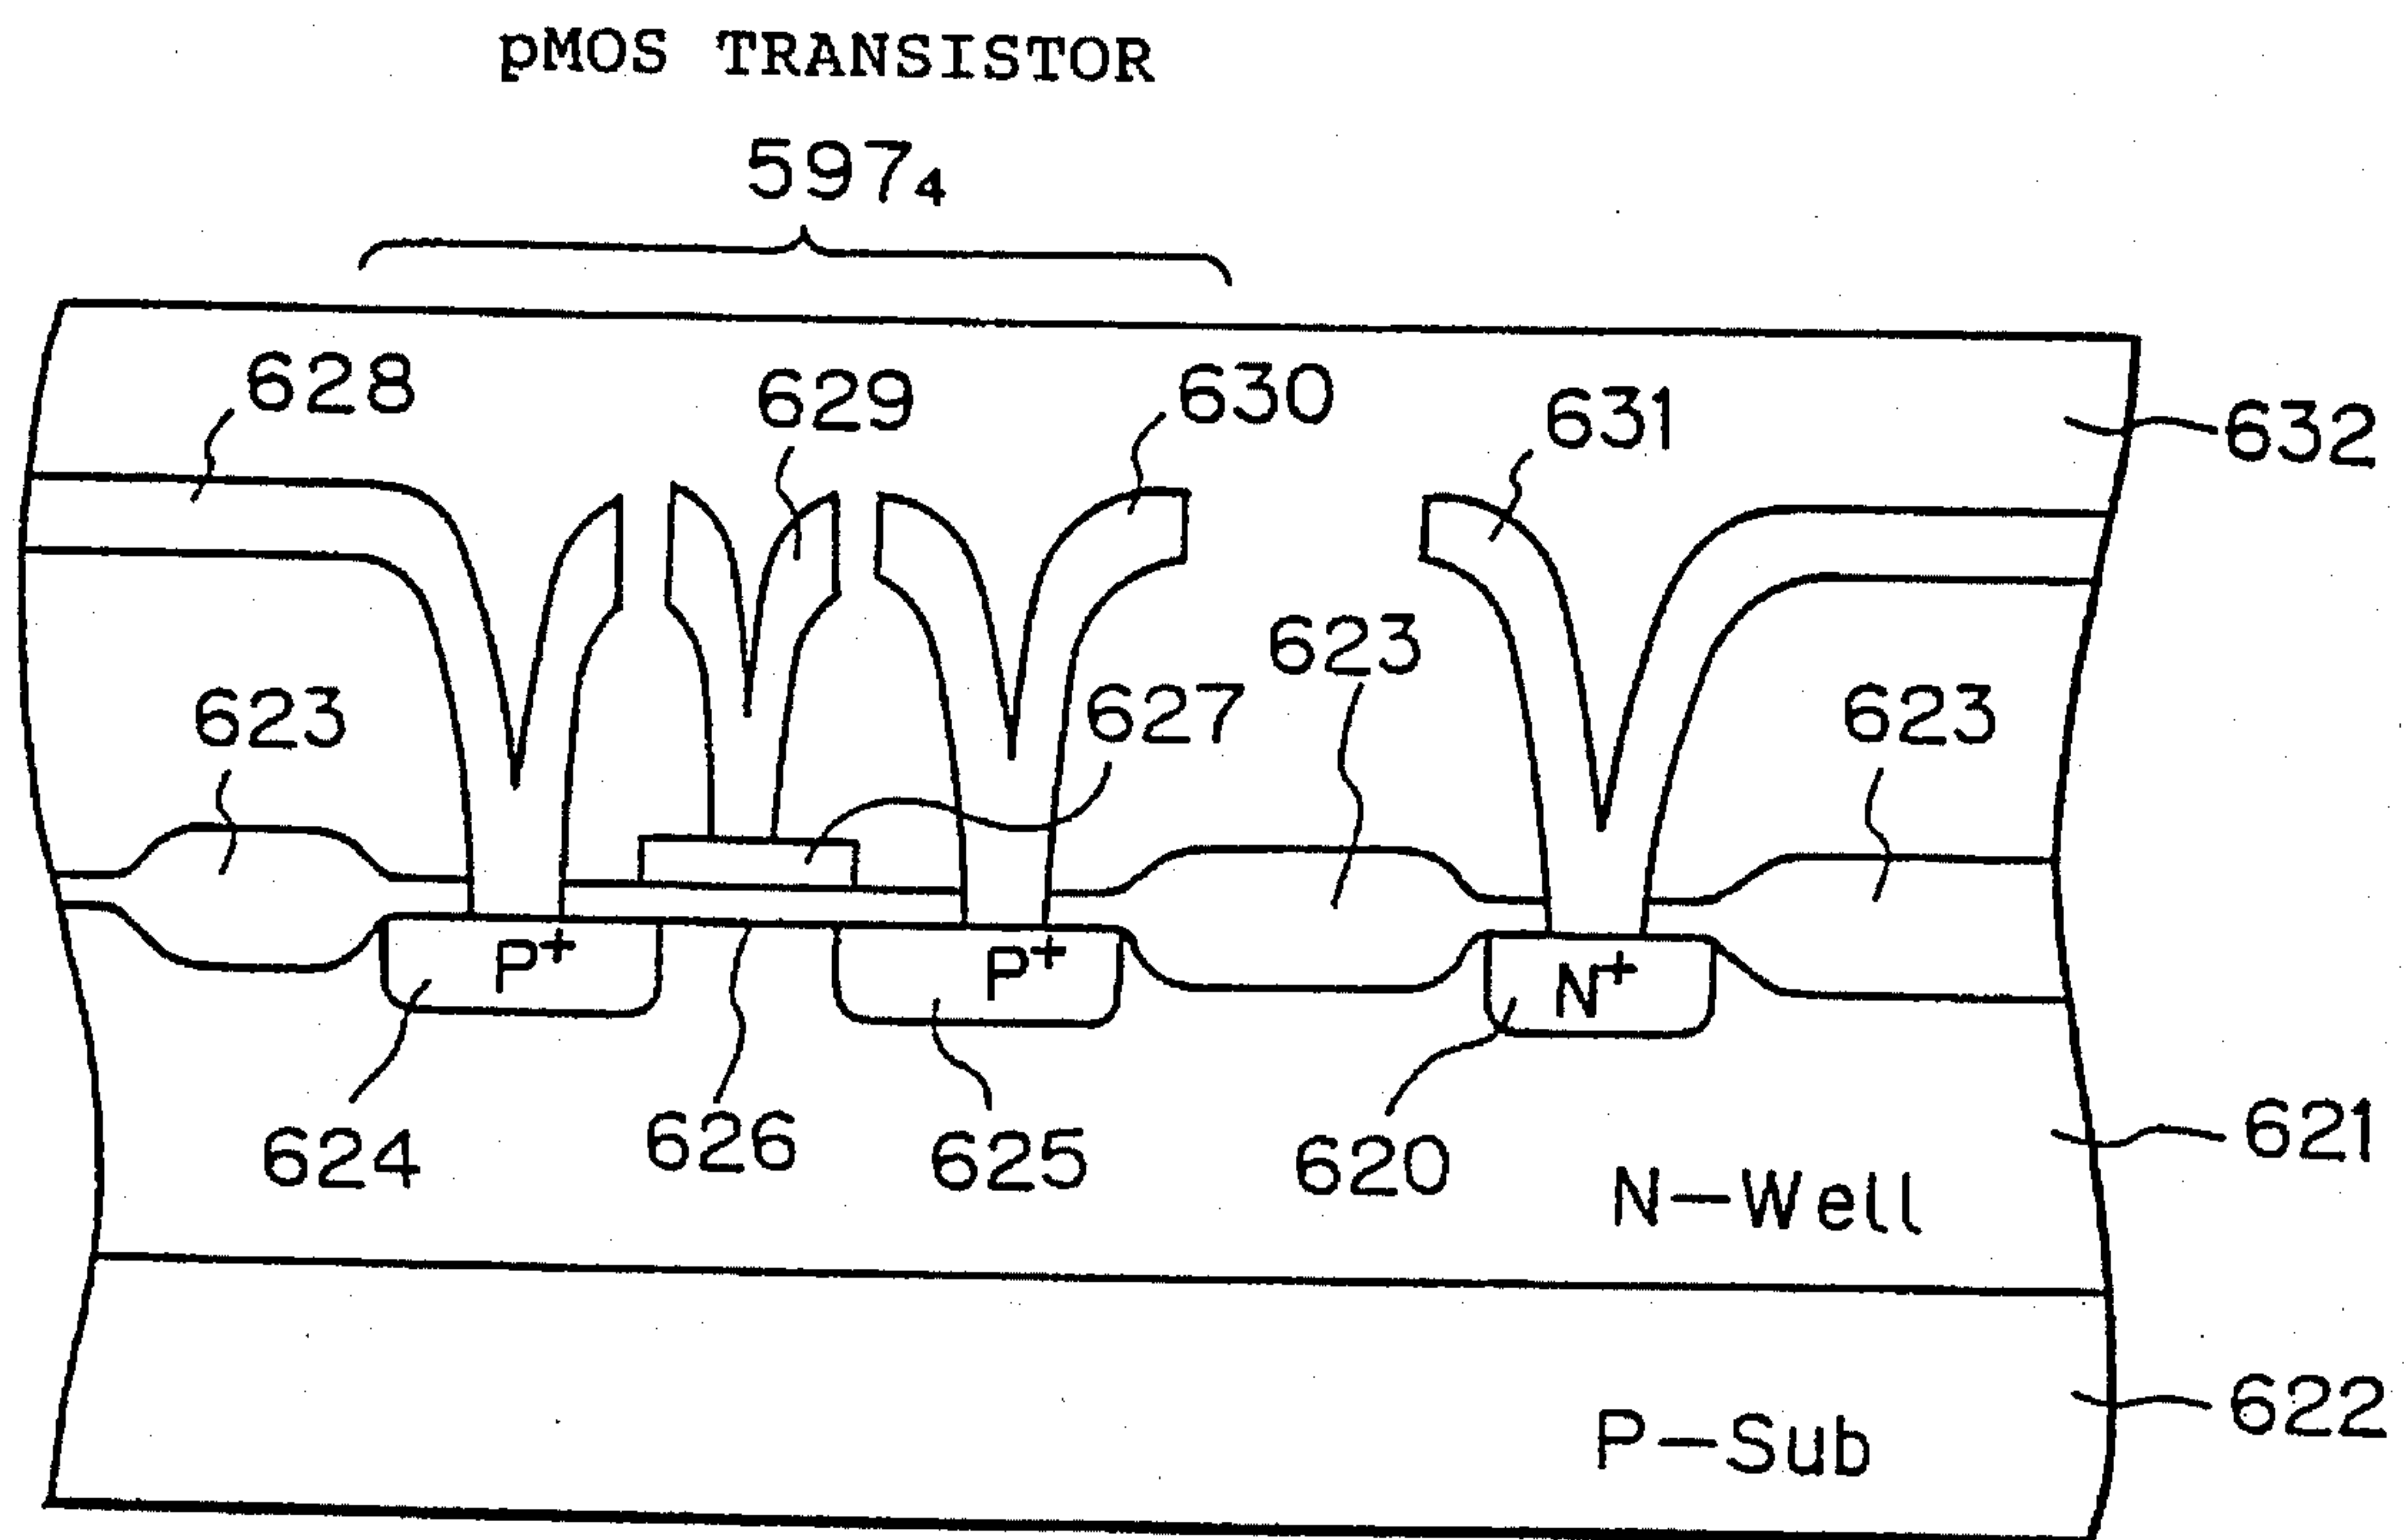 pMOS TRANSISTOR
597₄
628
629
630
631
632
623
627
623
623
P⁺
P⁺
N⁺
624
626
625
620
621
N-Well
622
P-Sub